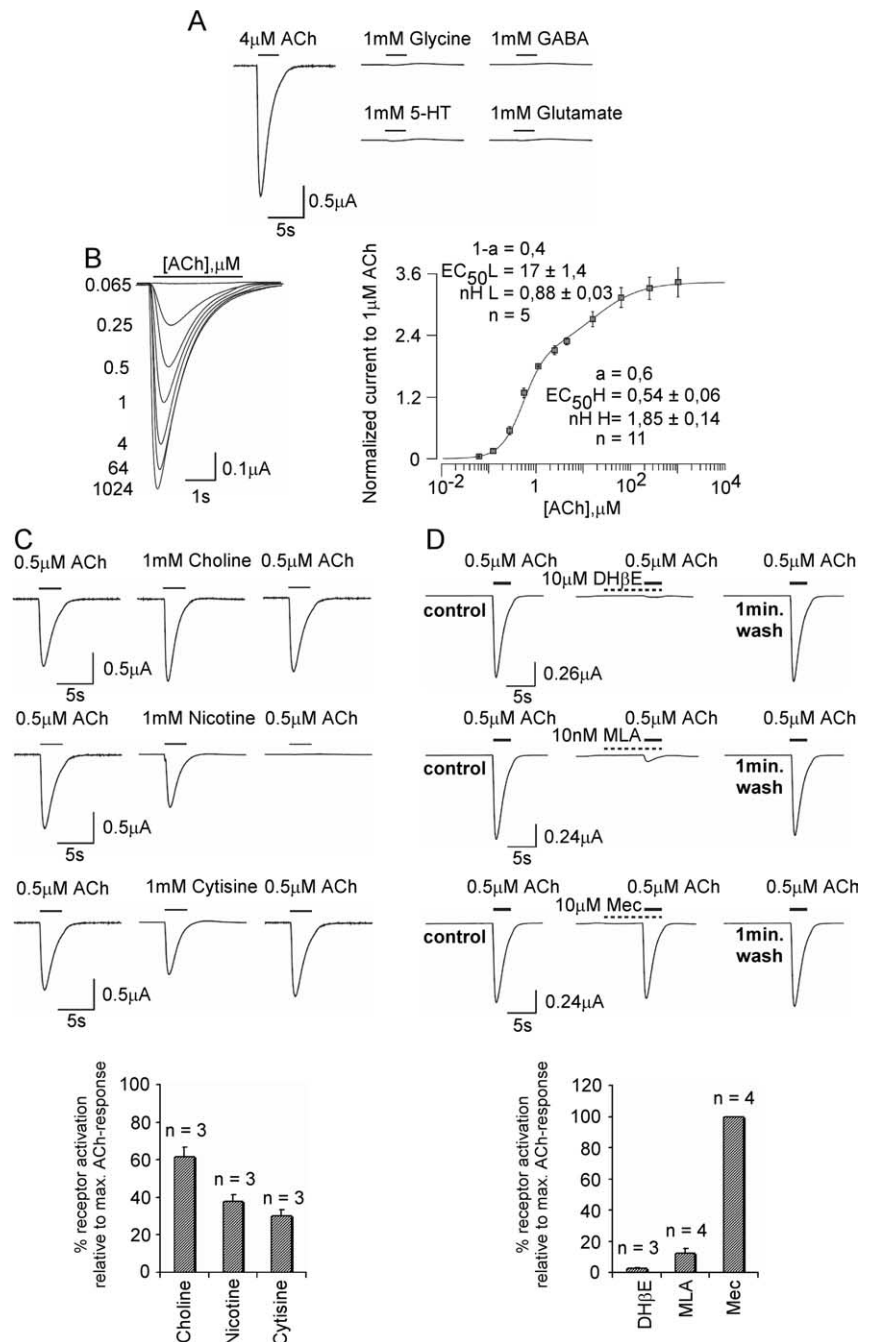 A
4μM ACh
1mM Glycine
1mM GABA
1mM 5-HT
1mM Glutamate
0.5μA
5s
B
[ACh],μM
0.065
0.25
0.5
1
4
64
1024
0.1μA
1s
Normalized current to 1μM ACh
3.6
2.4
1.2
0
1-a = 0,4
EC50L = 17 ± 1,4
nH L = 0,88 ± 0,03
n = 5
a = 0,6
EC50H = 0,54 ± 0,06
nH H= 1,85 ± 0,14
n = 11
10-2 1 102 104
[ACh],μM
C
0.5μM ACh 1mM Choline 0.5μM ACh
0.5μA
5s
0.5μM ACh 1mM Nicotine 0.5μM ACh
0.5μA
5s
0.5μM ACh 1mM Cytisine 0.5μM ACh
0.5μA
5s
% receptor activation
relative to max. ACh-response
100
80
60
40
20
0
n = 3
n = 3
n = 3
Choline
Nicotine
Cytisine
D
0.5μM ACh 0.5μM ACh 0.5μM ACh
10μM DHβE
control
1min.
wash
0.26μA
5s
0.5μM ACh 0.5μM ACh 0.5μM ACh
10nM MLA
control
1min.
wash
0.24μA
5s
0.5μM ACh 0.5μM ACh 0.5μM ACh
10μM Mec
control
1min.
wash
0.24μA
5s
% receptor activation
relative to max. ACh-response
120
100
80
60
40
20
0
n = 3
n = 4
n = 4
DHβE
MLA
Mec